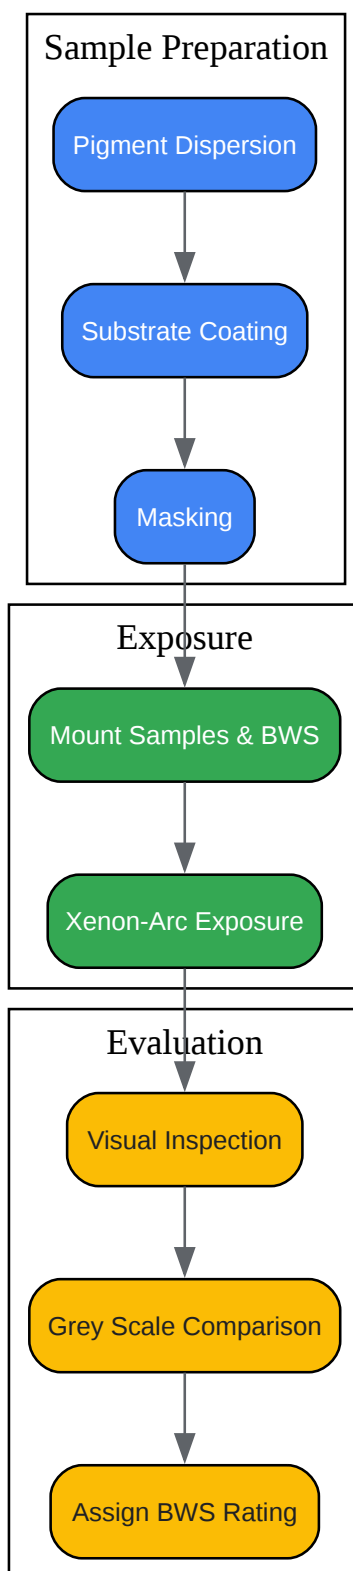 Sample Preparation
Pigment Dispersion
Substrate Coating
Masking
Exposure
Mount Samples & BWS
Xenon-Arc Exposure
Evaluation
Visual Inspection
Grey Scale Comparison
Assign BWS Rating